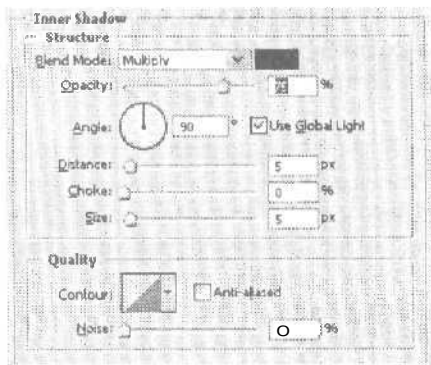 Inner Shadow
Structure
Blend Mode: Multiply
Opacity: 75 %
Angle: 90 ° Use Global Light
Distance: 5 px
Choke: 0 %
Size: 5 px
Quality
Contour: Anti-aliased
Noise: O %